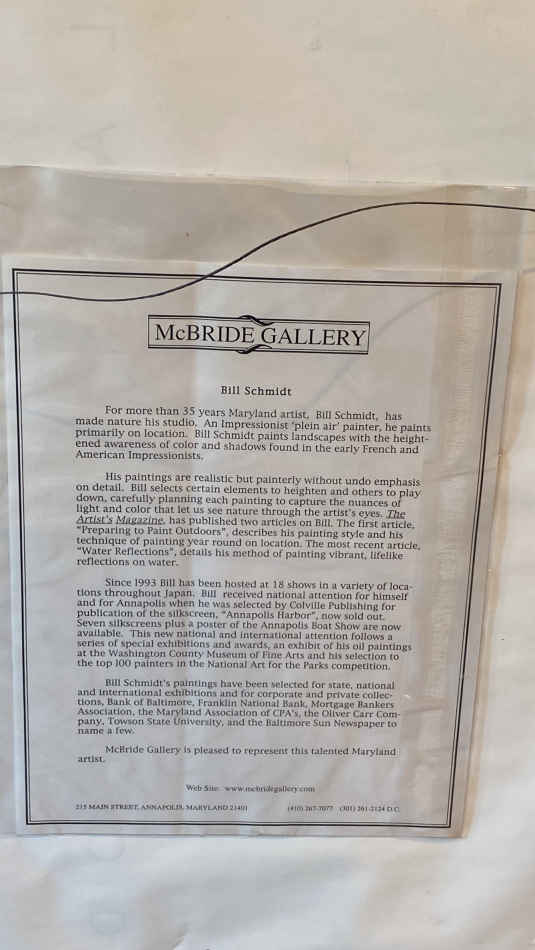 McBRIDE GALLERY
Bill Schmidt
For more than 35 years Maryland artist, Bill Schmidt, has
made nature his studio. An Impressionist 'plein air' painter, he paints
primarily on location. Bill Schmidt paints landscapes with the height-
ened awareness of color and shadows found in the early French and
American Impressionists.
His paintings are realistic but painterly without undo emphasis
on detail. Bill selects certain elements to heighten and others to play
down, carefully planning each painting to capture the nuances of
light and color that let us see nature through the artist's eyes. The
Artist's Magazine, has published two articles on Bill. The first article,
"Preparing to Paint Outdoors", describes his painting style and his
technique of painting year round on location. The most recent article,
"Water Reflections", details his method of painting vibrant, lifelike
reflections on water.
Since 1993 Bill has been hosted at 18 shows in a variety of loca-
tions throughout Japan. Bill received national attention for himself
and for Annapolis when he was selected by Colville Publishing for
publication of the silkscreen, "Annapolis Harbor", now sold out.
Seven silkscreens plus a poster of the Annapolis Boat Show are now
available. This new national and international attention follows a
series of special exhibitions and awards, an exhibit of his oil paintings
at the Washington County Museum of Fine Arts and his selection to
the top 100 painters in the National Art for the Parks competition.
Bill Schmidt's paintings have been selected for state, national
and international exhibitions and for corporate and private collec-
tions, Bank of Baltimore, Franklin National Bank, Mortgage Bankers
Association, the Maryland Association of CPA's, the Oliver Carr Com-
pany, Towson State University, and the Baltimore Sun Newspaper to
name a few.
McBride Gallery is pleased to represent this talented Maryland
artist.
Web Site: www.mcbridegallery.com
215 MAIN STREET, ANNAPOLIS, MARYLAND 21401 (410) 267-7077 (301) 261-2124 D.C.